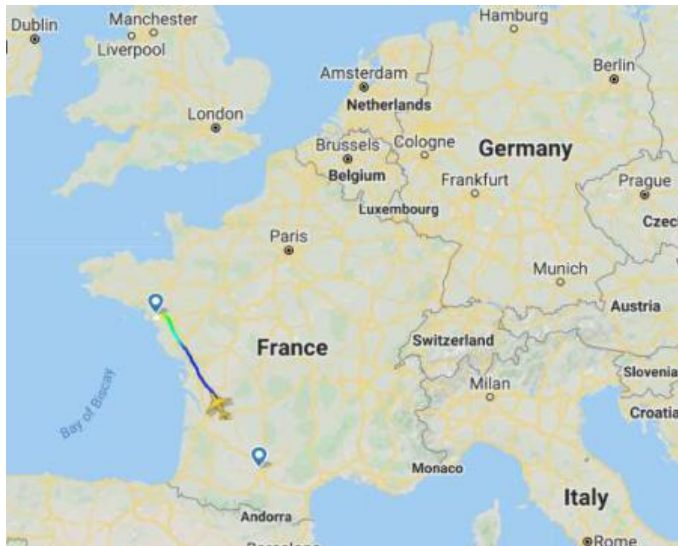 Dublin
Manchester
Liverpool
Hamburg
Amsterdam
Netherlands
Berlin
London
Brussels
Belgium
Cologne
Germany
Frankfurt
Prague
Luxembourg
Czec
Paris
Munich
Austria
France
Switzerland
Slovenia
Milan
Croatia
Bay of Biscay
Monaco
Italy
Andorra
Rome